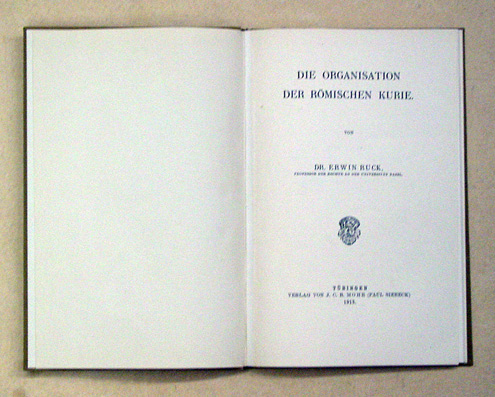 DIE ORGANISATION
DER RÖMISCHEN KURIE.
VON
DR. ERWIN RUCK,
PROFESSOR DER RECHTE AN DER UNIVERSITÄT BASEL.
TÜBINGEN
VERLAG VON J. C. B. MOHR (PAUL SIEBECK)
1913.